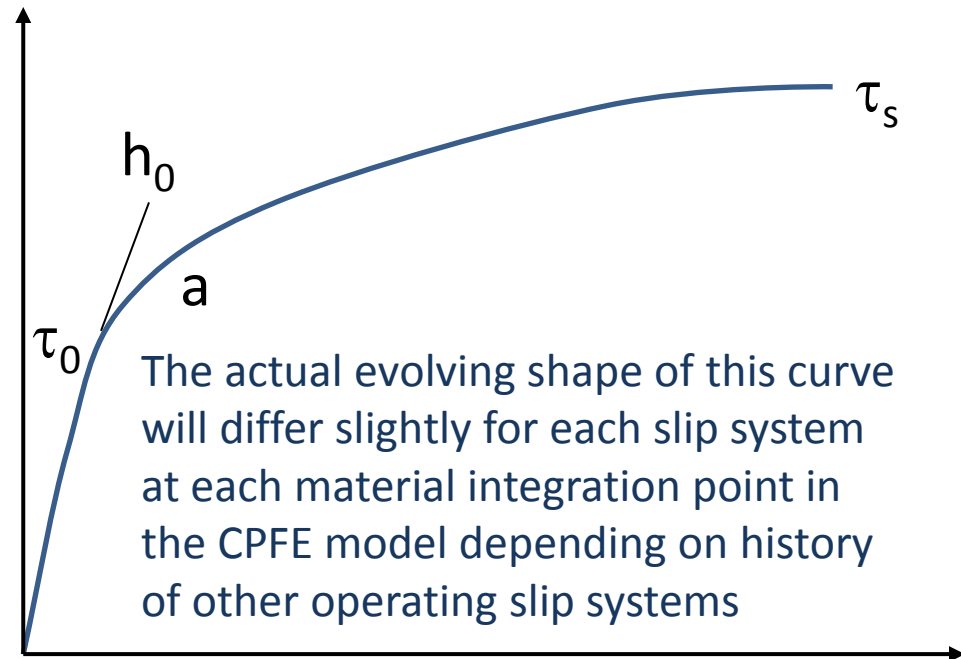 τs
h0
a
τ0
The actual evolving shape of this curve
will differ slightly for each slip system
at each material integration point in
the CPFE model depending on history
of other operating slip systems